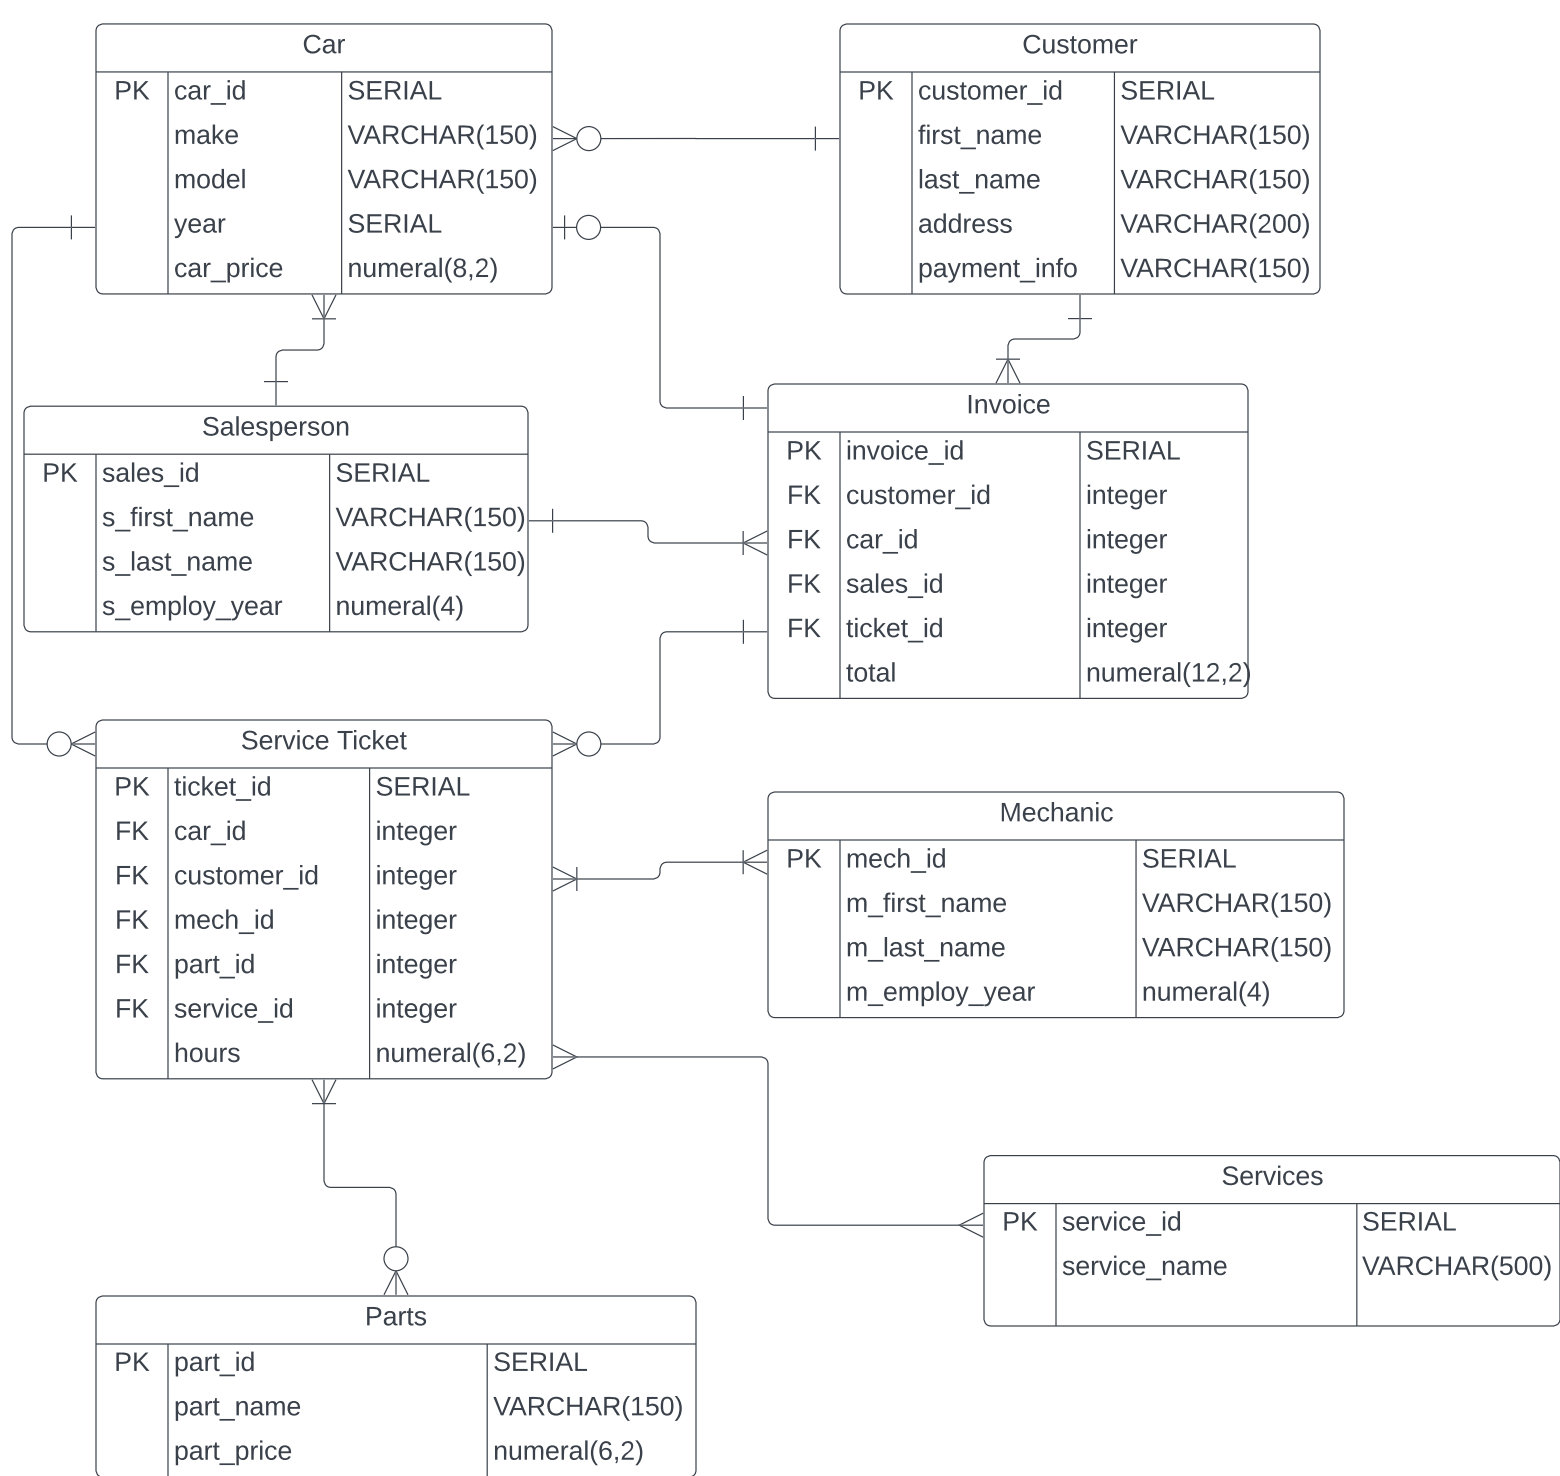 Car
PK car_id SERIAL
make VARCHAR(150)
model VARCHAR(150)
year SERIAL
car_price numeral(8,2)
Customer
PK customer_id SERIAL
first_name VARCHAR(150)
last_name VARCHAR(150)
address VARCHAR(200)
payment_info VARCHAR(150)
Salesperson
PK sales_id SERIAL
s_first_name VARCHAR(150)
s_last_name VARCHAR(150)
s_employ_year numeral(4)
Invoice
PK invoice_id SERIAL
FK customer_id integer
FK car_id integer
FK sales_id integer
FK ticket_id integer
total numeral(12,2)
Service Ticket
PK ticket_id SERIAL
FK car_id integer
FK customer_id integer
FK mech_id integer
FK part_id integer
FK service_id integer
hours numeral(6,2)
Mechanic
PK mech_id SERIAL
m_first_name VARCHAR(150)
m_last_name VARCHAR(150)
m_employ_year numeral(4)
Services
PK service_id SERIAL
service_name VARCHAR(500)
Parts
PK part_id SERIAL
part_name VARCHAR(150)
part_price numeral(6,2)